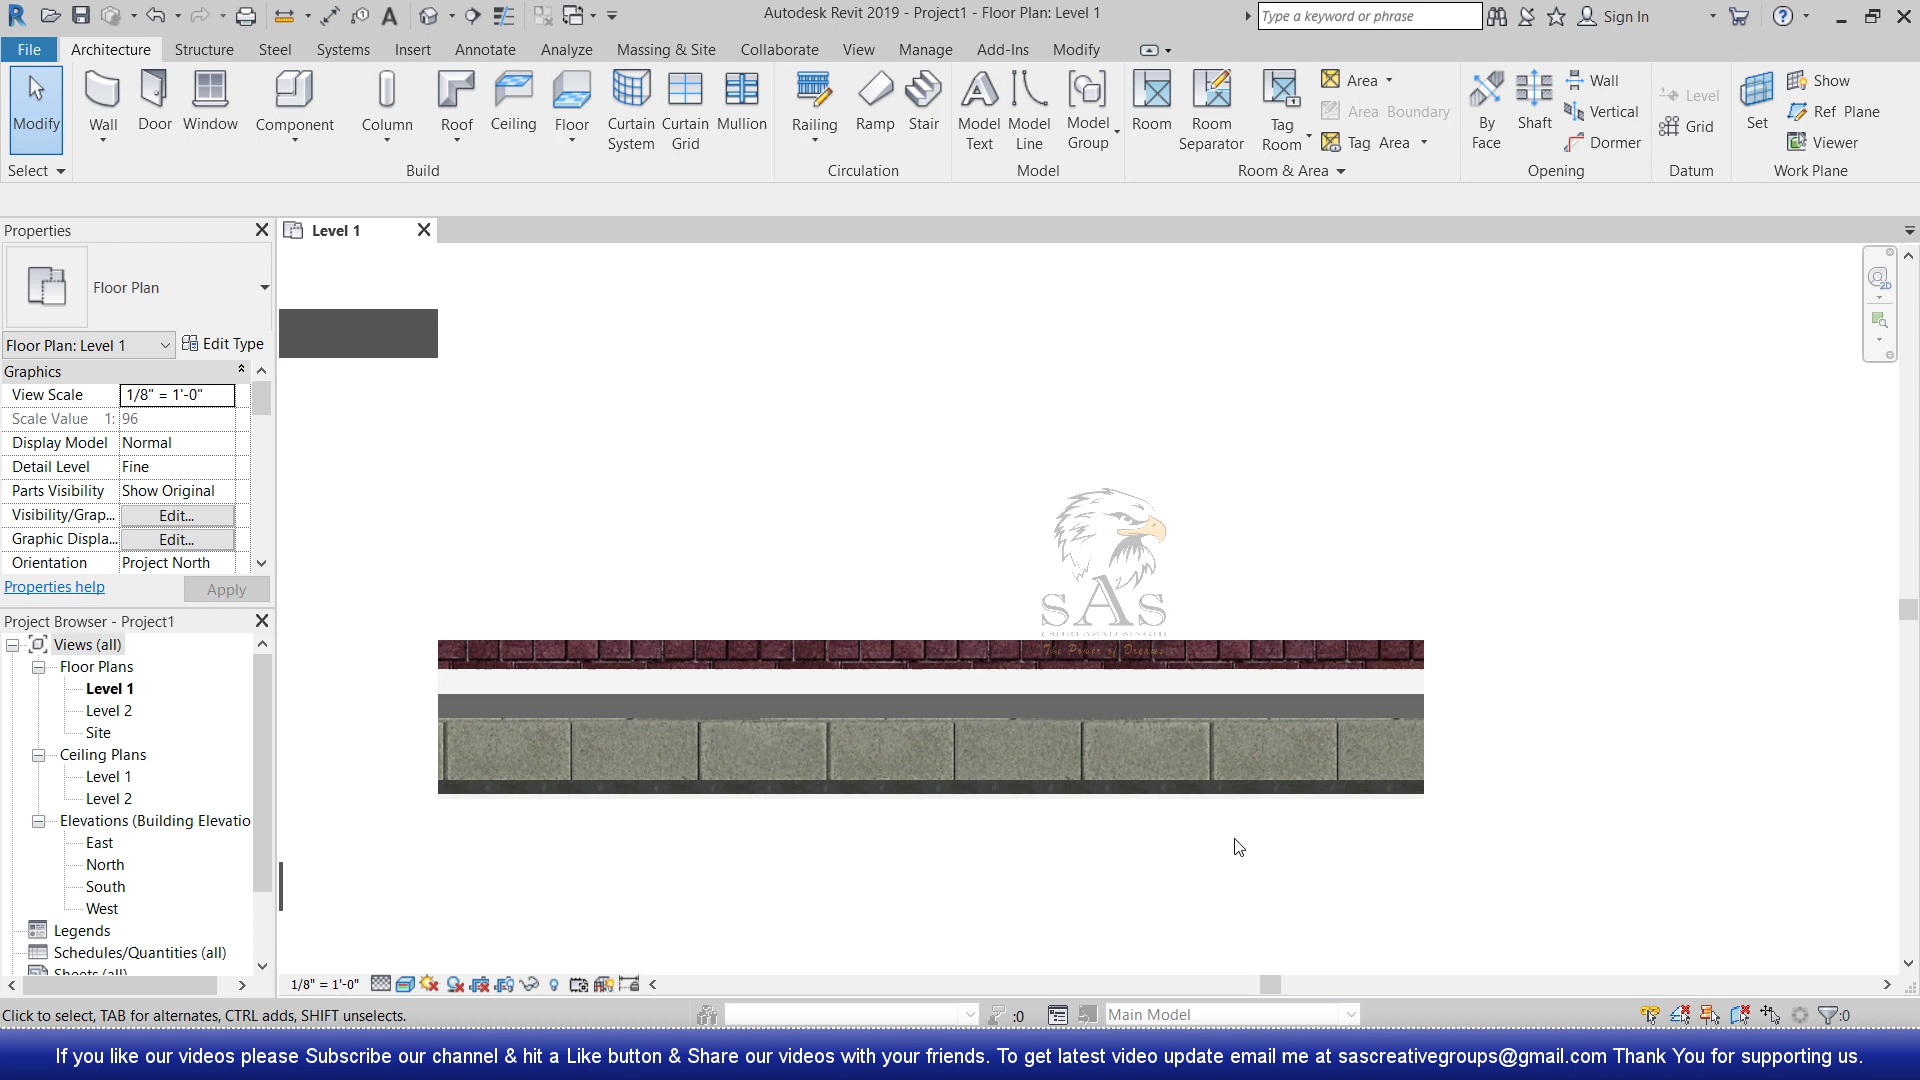 Autodesk Revit 2019 - Project1 - Floor Plan: Level 1
Type a keyword or phrase
Sign In
File Architecture Structure Steel Systems Insert Annotate Analyze Massing & Site Collaborate View Manage Add-Ins Modify
Modify
Wall
Door
Window
Component
Column
Roof
Ceiling
Floor
Curtain System
Curtain Grid
Mullion
Railing
Ramp
Stair
Model Text
Model Line
Model Group
Room
Room Separator
Tag Room
Area
Area Boundary
Tag Area
By Face
Shaft
Wall
Vertical
Dormer
Level
Grid
Set
Show
Ref Plane
Viewer
Select
Build
Circulation
Model
Room & Area
Opening
Datum
Work Plane
Properties
Level 1
Floor Plan
Floor Plan: Level 1
Edit Type
Graphics
View Scale 1/8" = 1'-0"
Scale Value 1: 96
Display Model Normal
Detail Level Fine
Parts Visibility Show Original
Visibility/Grap... Edit...
Graphic Displa... Edit...
Orientation Project North
Properties help
Apply
Project Browser - Project1
Views (all)
Floor Plans
Level 1
Level 2
Site
Ceiling Plans
Level 1
Level 2
Elevations (Building Elevatio
East
North
South
West
Legends
Schedules/Quantities (all)
Sheets (all)
2D
sAs
(SHRI AZAD SINGH)
The Power of Dreams
1/8" = 1'-0"
Click to select, TAB for alternates, CTRL adds, SHIFT unselects.
:0
Main Model
:0
If you like our videos please Subscribe our channel & hit a Like button & Share our videos with your friends. To get latest video update email me at sascreativegroups@gmail.com Thank You for supporting us.